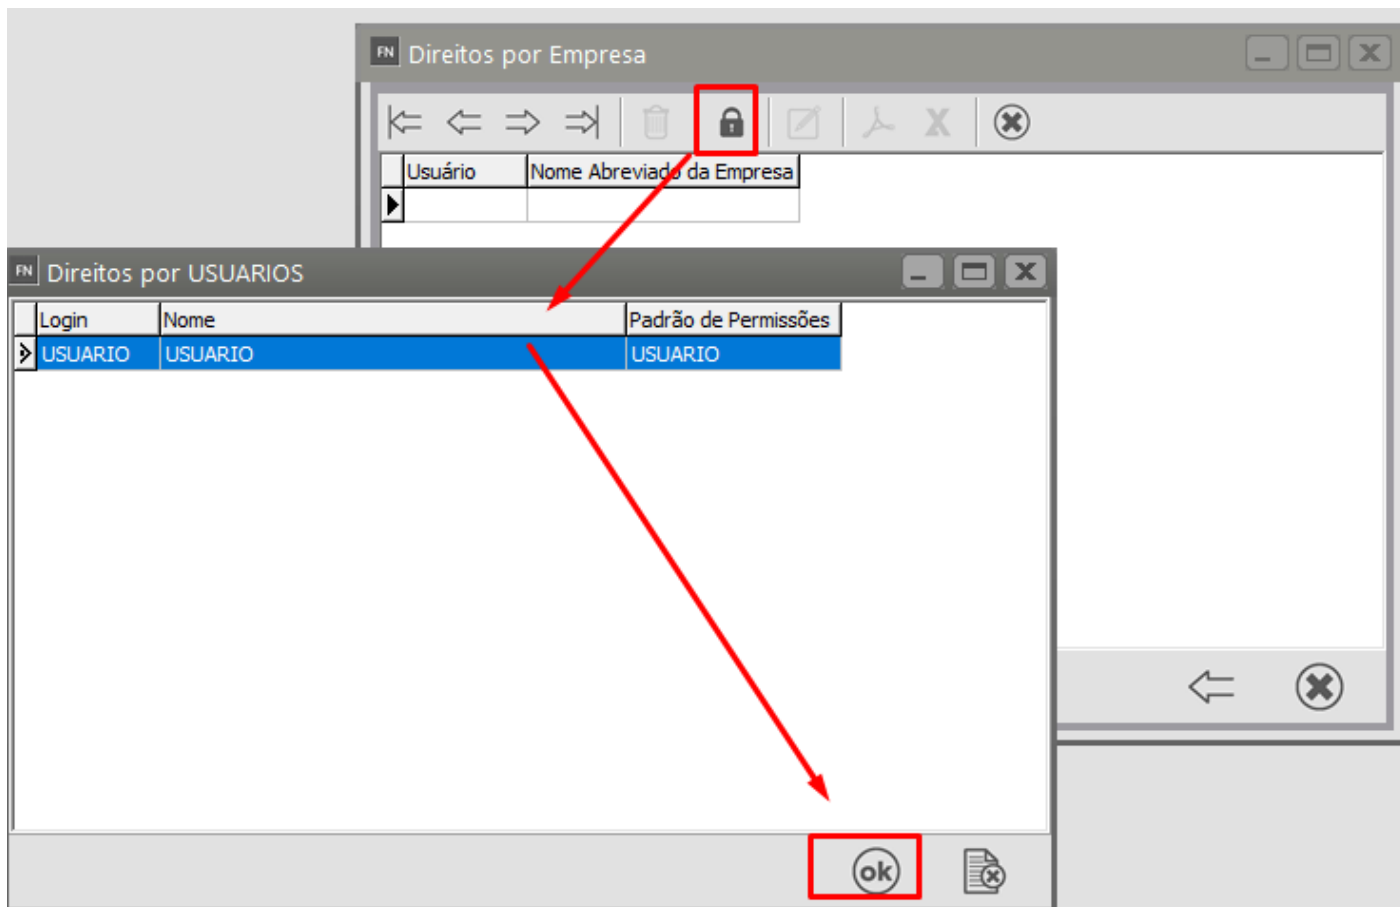 FN Direitos por Empresa
Usuário Nome Abreviado da Empresa
FN Direitos por USUARIOS
Login Nome Padrão de Permissões
USUARIO USUARIO USUARIO
ok